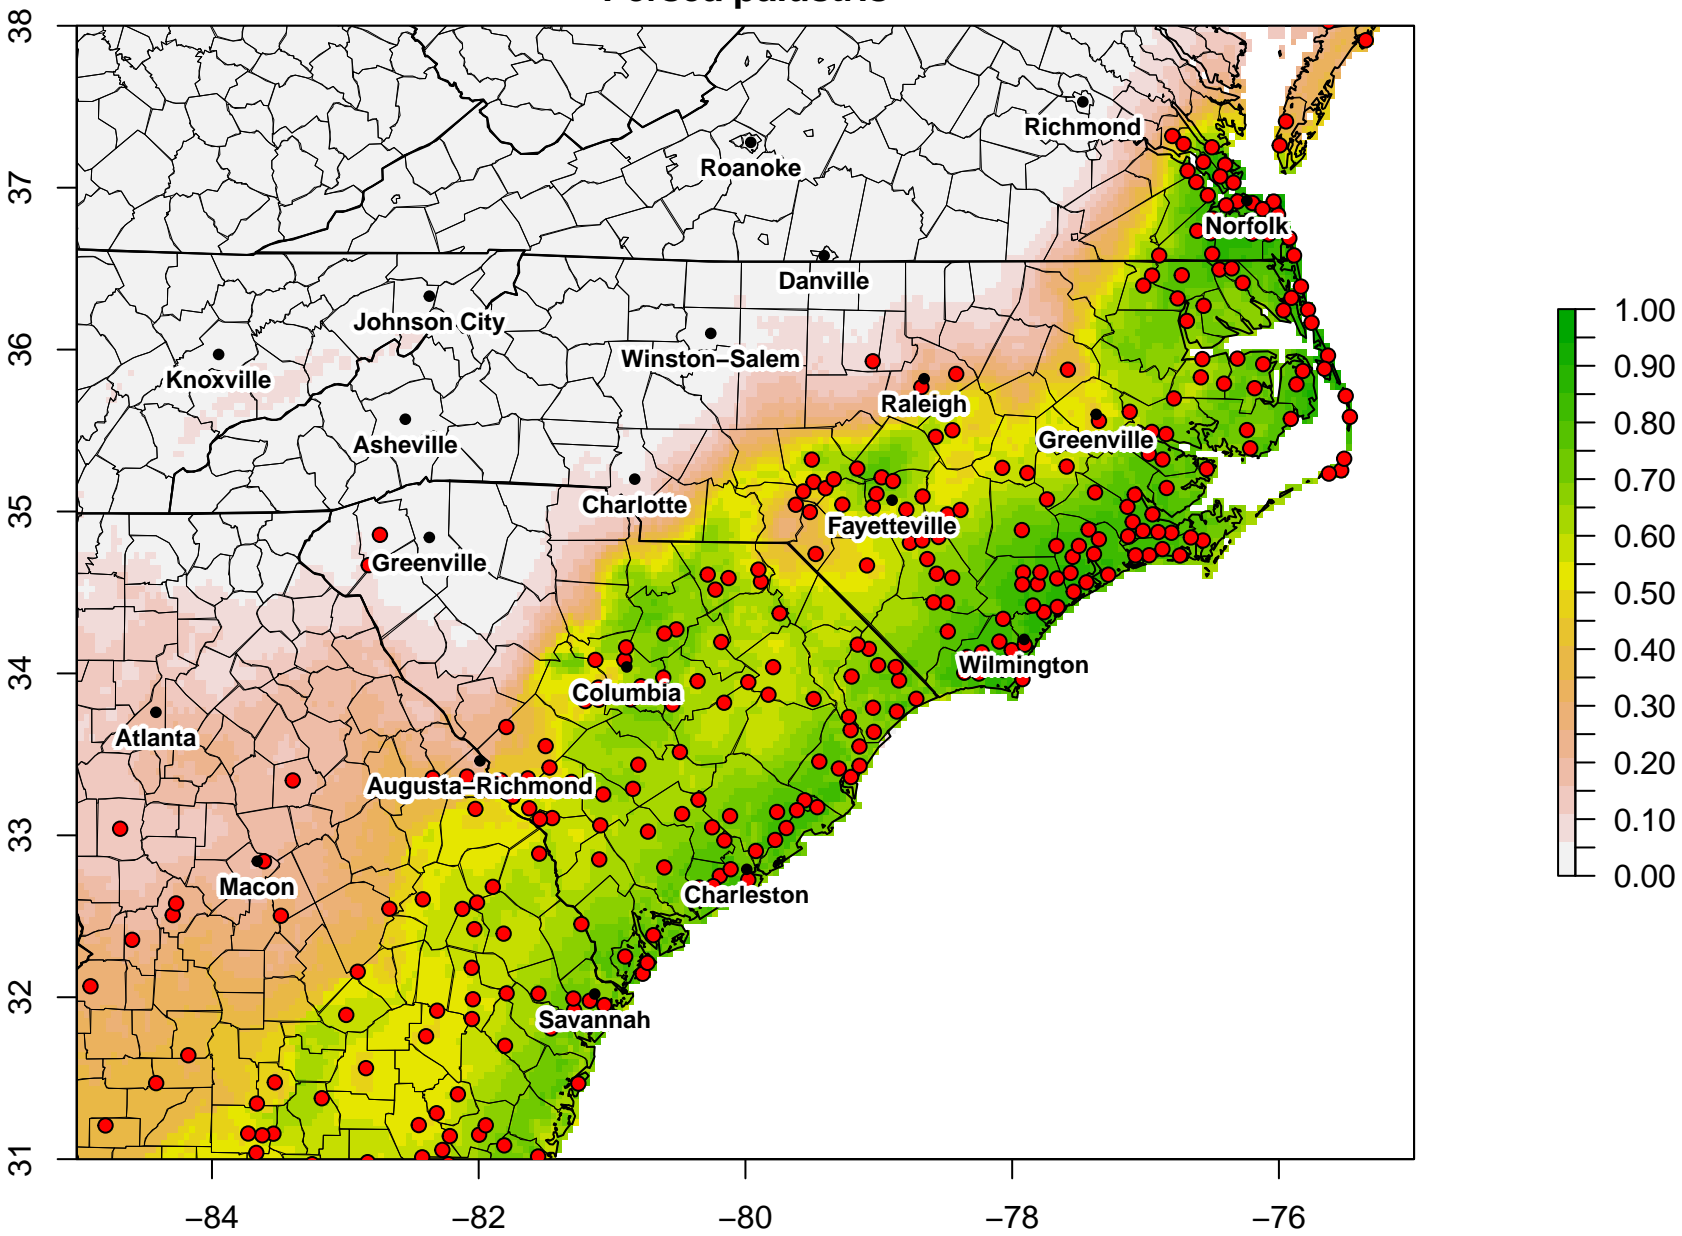 Persea palustris
38
37
36
35
34
33
32
31
Richmond
Roanoke
Norfolk
Danville
Johnson City
Winston–Salem
Knoxville
Raleigh
Asheville
Greenville
Charlotte
Fayetteville
Greenville
Wilmington
Columbia
Atlanta
Augusta–Richmond
Macon
Charleston
Savannah
−84
−82
−80
−78
−76
1.00
0.90
0.80
0.70
0.60
0.50
0.40
0.30
0.20
0.10
0.00